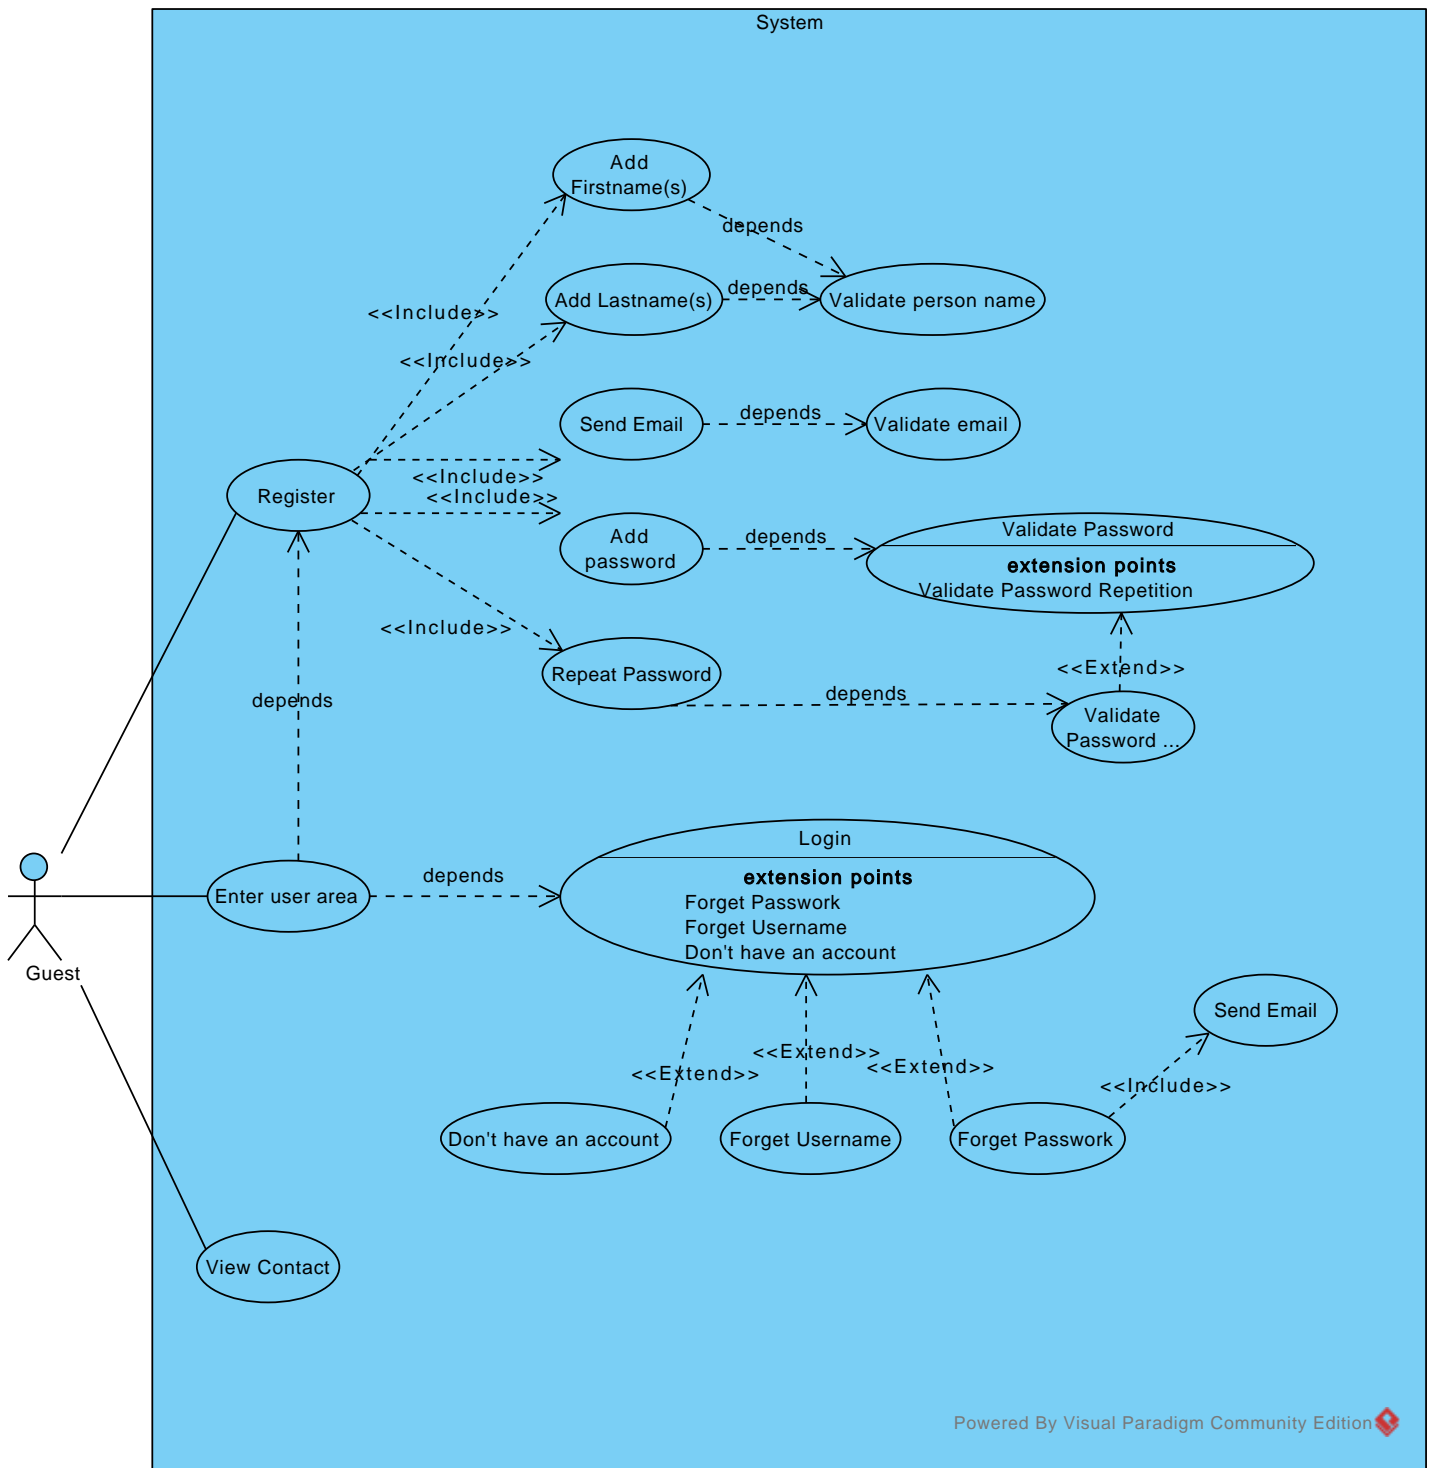 System
Add
Firstname(s)
depends
Add Lastname(s)
depends
Validate person name
<<Include>>
<<Include>>
Send Email
depends
Validate email
<<Include>>
<<Include>>
Register
Add
password
depends
Validate Password
extension points
Validate Password Repetition
<<Include>>
Repeat Password
<<Extend>>
depends
depends
Validate
Password ...
Login
extension points
Forget Passwork
Forget Username
Don't have an account
depends
Enter user area
Guest
Send Email
<<Extend>>
<<Extend>>
<<Extend>>
<<Include>>
Don't have an account
Forget Username
Forget Passwork
View Contact
Powered By Visual Paradigm Community Edition